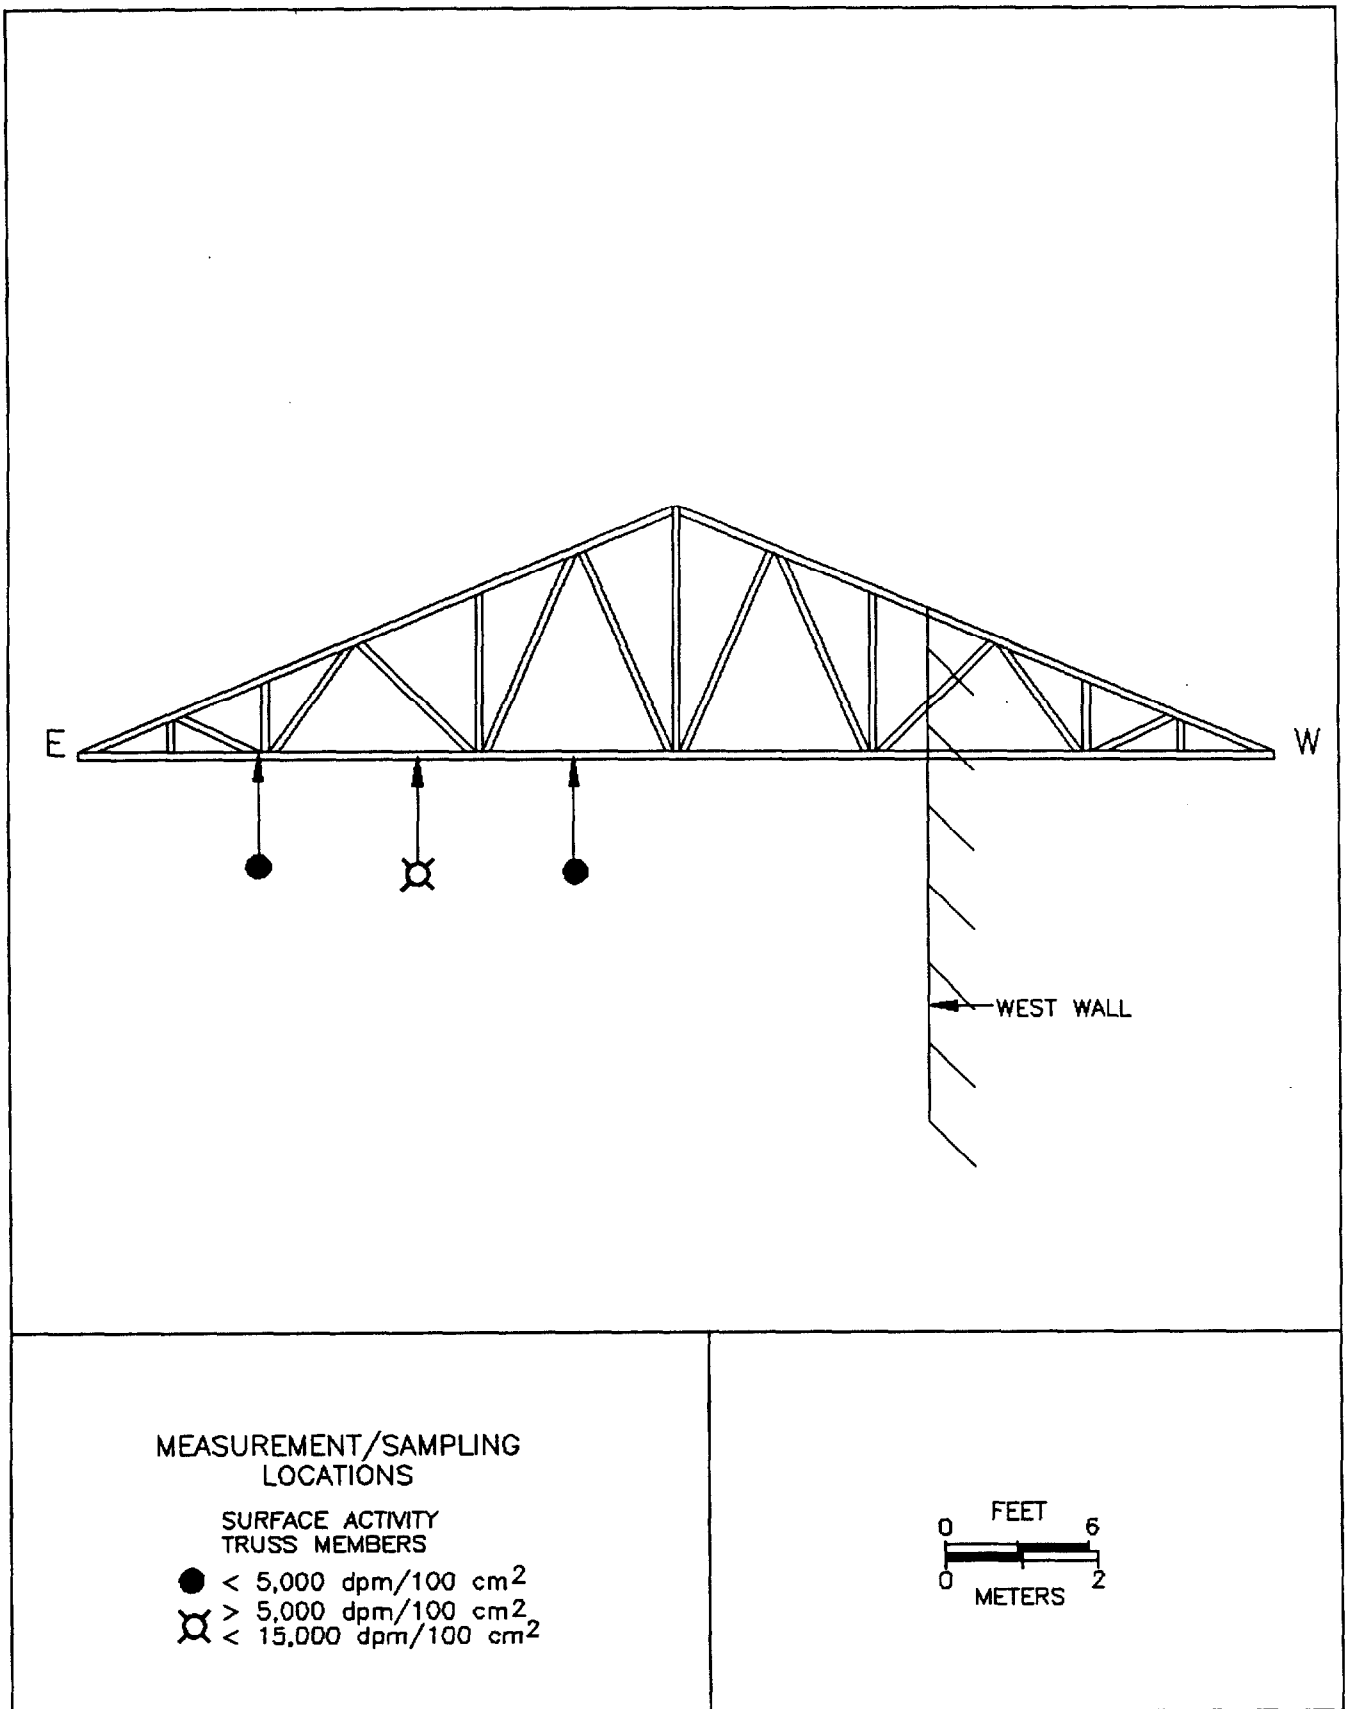 E
W
WEST WALL
MEASUREMENT/SAMPLING
LOCATIONS
SURFACE ACTIVITY
TRUSS MEMBERS
< 5,000 dpm/100 cm2
> 5,000 dpm/100 cm2
< 15,000 dpm/100 cm2
FEET
0 6
0 2
METERS